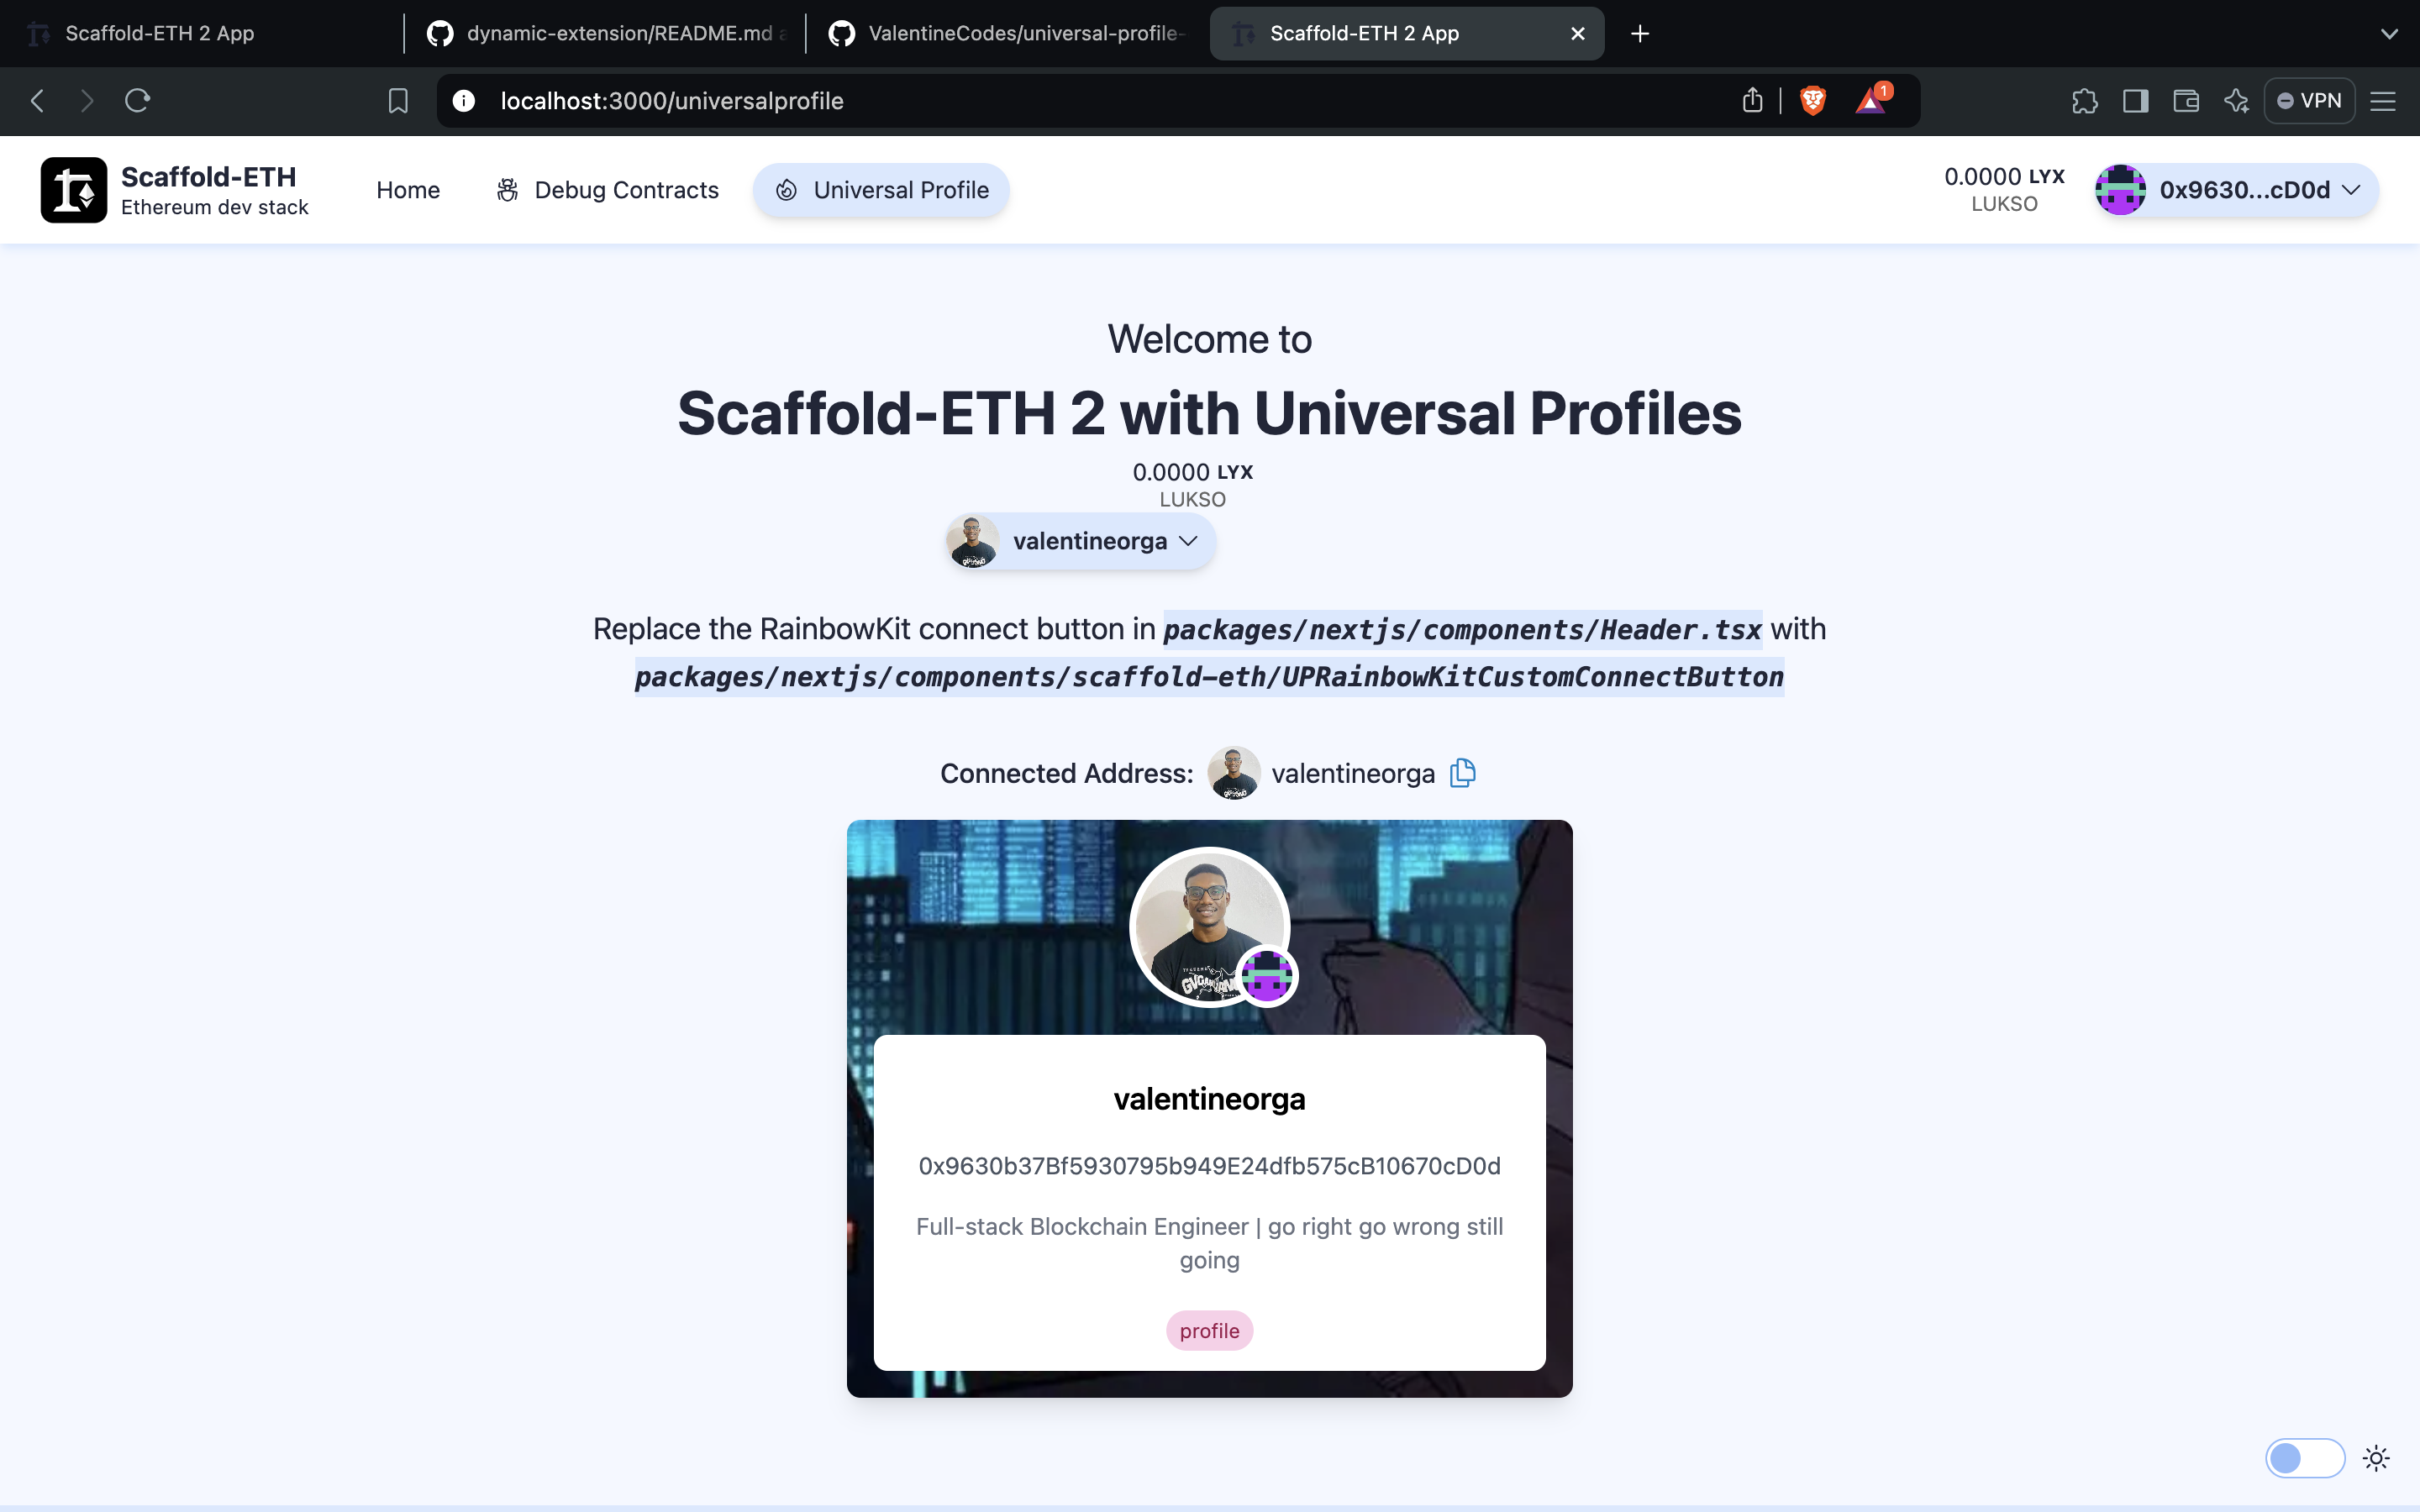 Scaffold-ETH 2 App
dynamic-extension/README.md a
ValentineCodes/universal-profile-
Scaffold-ETH 2 App
localhost:3000/universalprofile
1
VPN
Scaffold-ETH
Ethereum dev stack
Home
Debug Contracts
Universal Profile
0.0000 LYX
LUKSO
0x9630...cD0d
Welcome to
Scaffold-ETH 2 with Universal Profiles
0.0000 LYX
LUKSO
valentineorga
Replace the RainbowKit connect button in packages/nextjs/components/Header.tsx with
packages/nextjs/components/scaffold-eth/UPRainbowKitCustomConnectButton
Connected Address: valentineorga
valentineorga
0x9630b37Bf5930795b949E24dfb575cB10670cD0d
Full-stack Blockchain Engineer | go right go wrong still
going
profile